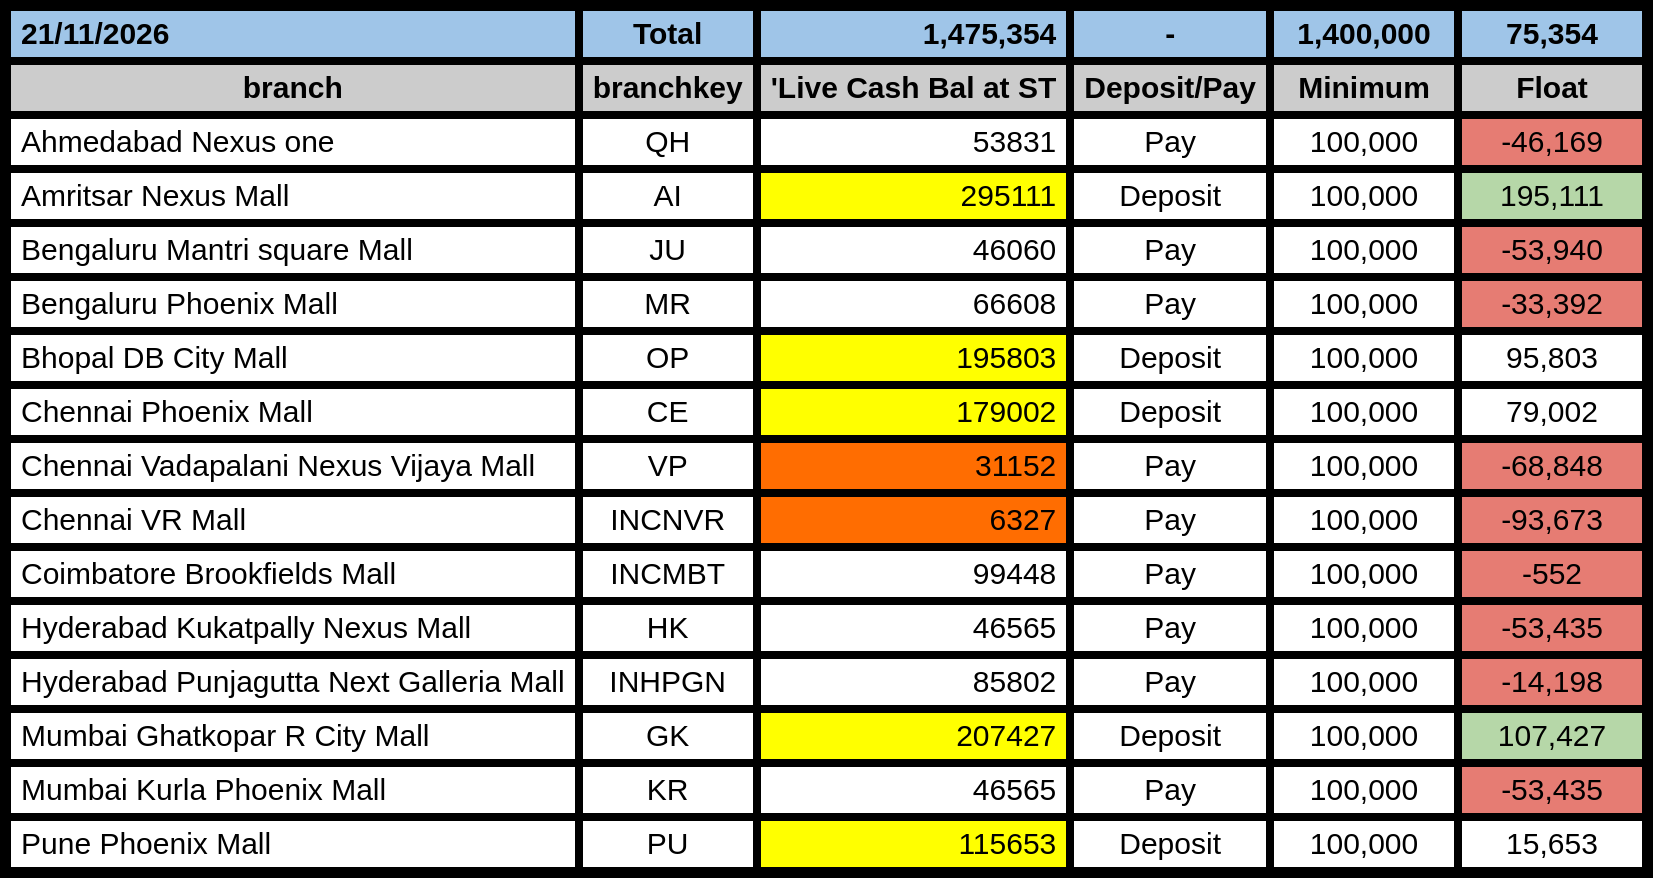 21/11/2026 Total 1,475,354 - 1,400,000 75,354
branch branchkey 'Live Cash Bal at ST Deposit/Pay Minimum Float
Ahmedabad Nexus one QH 53831 Pay 100,000 -46,169
Amritsar Nexus Mall AI 295111 Deposit 100,000 195,111
Bengaluru Mantri square Mall JU 46060 Pay 100,000 -53,940
Bengaluru Phoenix Mall MR 66608 Pay 100,000 -33,392
Bhopal DB City Mall OP 195803 Deposit 100,000 95,803
Chennai Phoenix Mall CE 179002 Deposit 100,000 79,002
Chennai Vadapalani Nexus Vijaya Mall VP 31152 Pay 100,000 -68,848
Chennai VR Mall INCNVR 6327 Pay 100,000 -93,673
Coimbatore Brookfields Mall INCMBT 99448 Pay 100,000 -552
Hyderabad Kukatpally Nexus Mall HK 46565 Pay 100,000 -53,435
Hyderabad Punjagutta Next Galleria Mall INHPGN 85802 Pay 100,000 -14,198
Mumbai Ghatkopar R City Mall GK 207427 Deposit 100,000 107,427
Mumbai Kurla Phoenix Mall KR 46565 Pay 100,000 -53,435
Pune Phoenix Mall PU 115653 Deposit 100,000 15,653